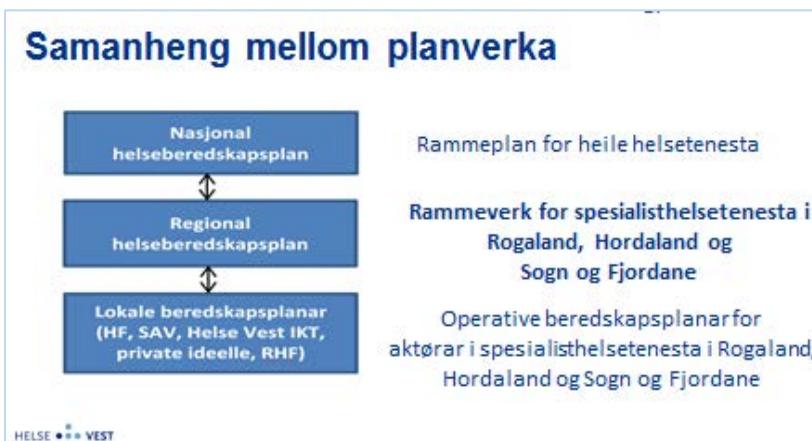 Samanheng mellom planverka
Nasjonal
helseberedskapsplan
Rammeplan for heile helsetenesta
Regional
helseberedskapsplan
Rammeverk for spesialisthelsetenesta i
Rogaland, Hordaland og
Sogn og Fjordane
Lokale beredskapsplanar
(HF, SAV, Helse Vest IKT,
private ideelle, RHF)
Operative beredskapsplanar for
aktørar i spesialisthelsetenesta i Rogaland,
Hordaland og Sogn og Fjordane
HELSE VEST